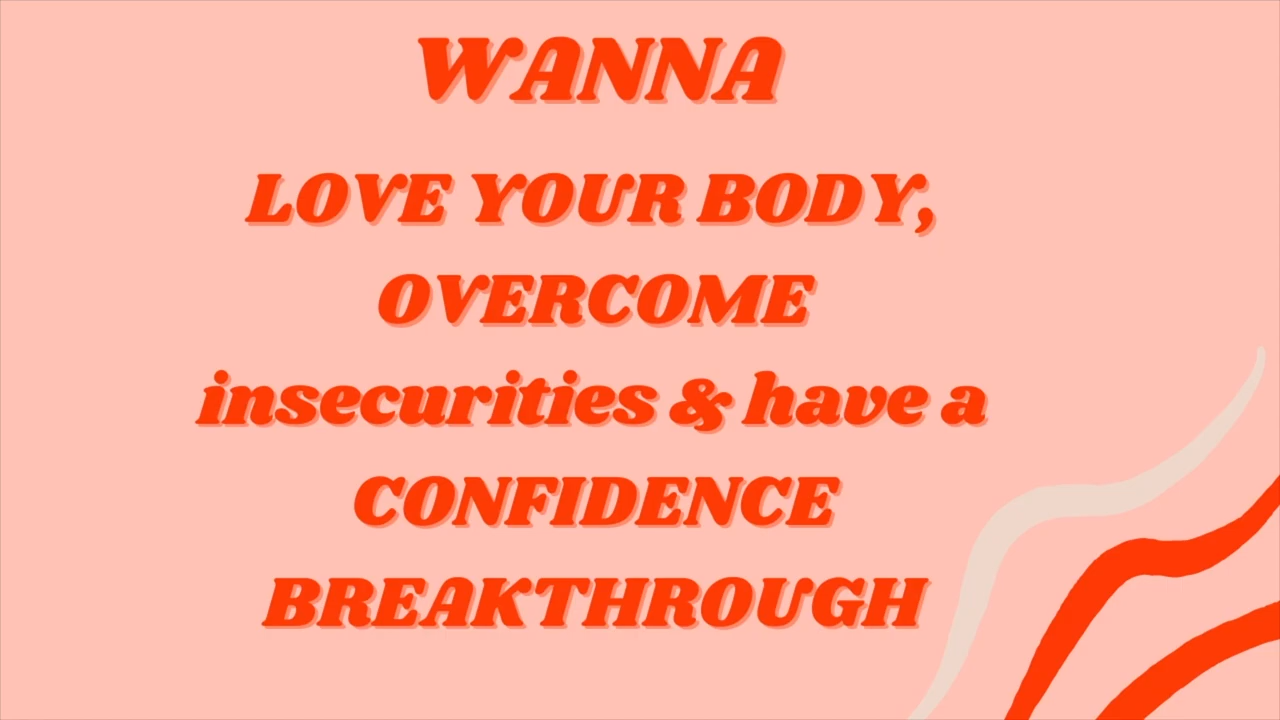 WANNA
LOVE YOUR BODY,
OVERCOME
insecurities & have a
CONFIDENCE
BREAKTHROUGH